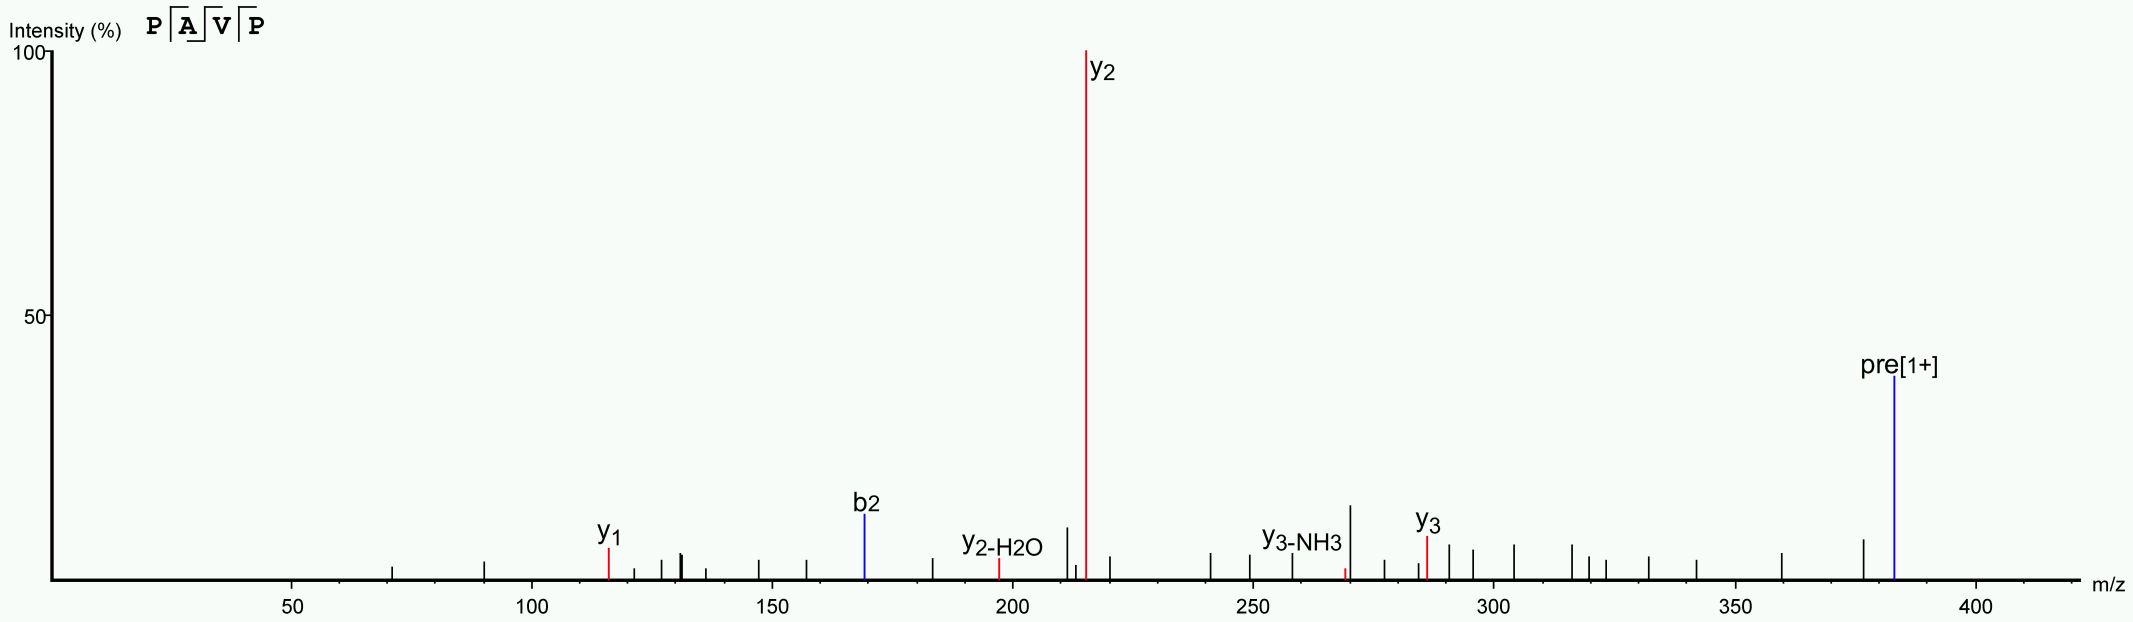 Intensity (%) P A V P
100
y2
50
pre[1+]
b2
y1
y2-H2O
y3-NH3
y3
m/z
50 100 150 200 250 300 350 400